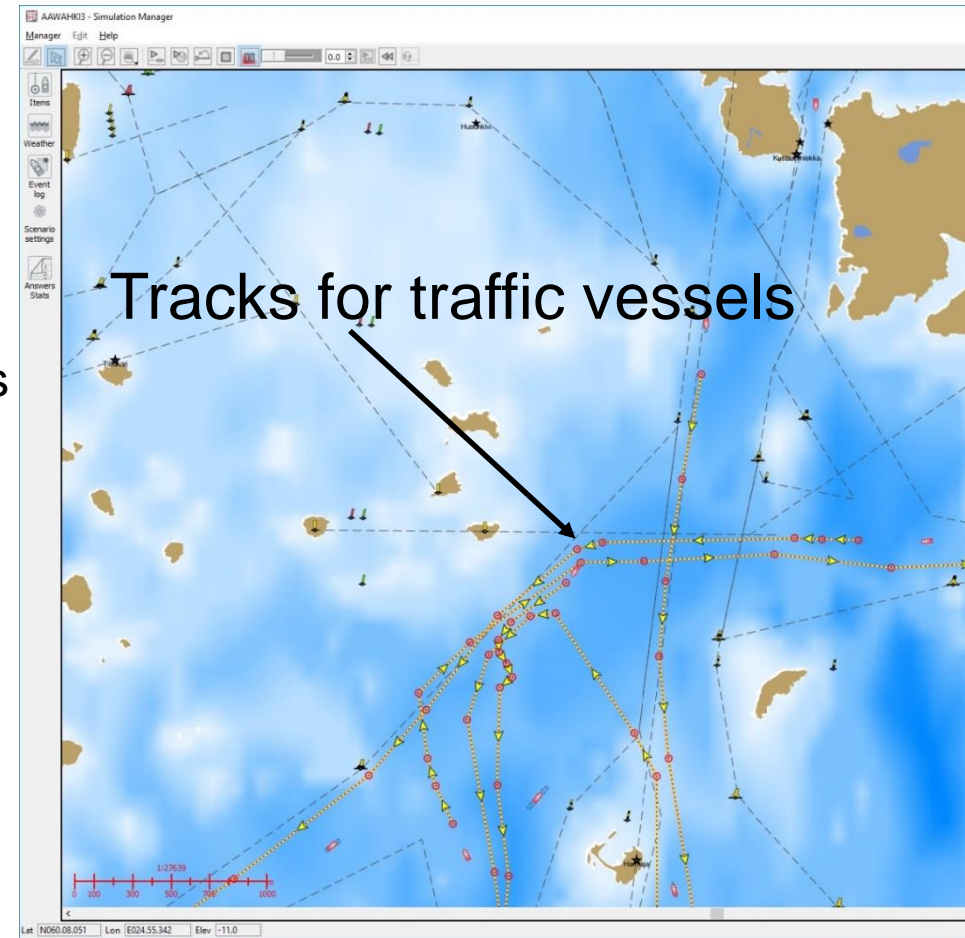 AAWAHKI3 - Simulation Manager
Manager Edit Help
0.0
Items
Weather
Event
log
Scenario
settings
Answers
Stats
s
Tracks for traffic vessels
1:27639
0 100 300 500 700 1000
Lat N060.08.051 Lon E024.55.342 Elev -11.0